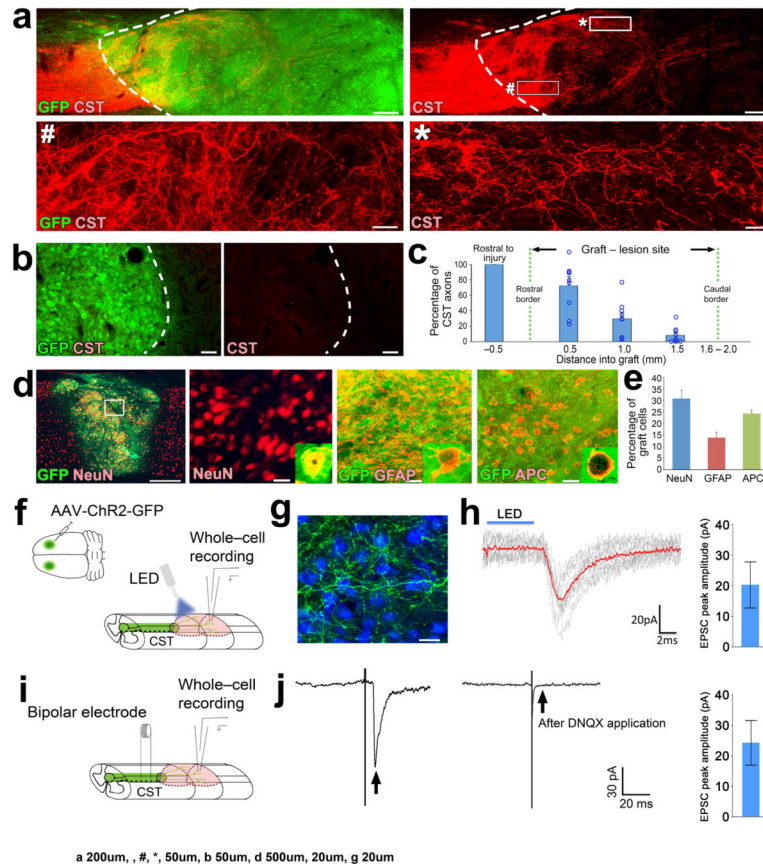 a
GFP CST
*
#
CST
#
*
CST
b
GFP CST
CST
c
Rostral to
injury
Graft – lesion site
Rostral
border
Caudal
border
Percentage of
CST axons
100
80
60
40
20
0
–0.5
0.5
1.0
1.5
1.6 – 2.0
Distance into graft (mm)
d
GFP NeuN
NeuN
GFP GFAP
GFP APC
e
Percentage of
graft cells
40
35
30
25
20
15
10
5
0
NeuN
GFAP
APC
f
AAV-ChR2-GFP
Whole–cell
recording
LED
CST
g
h
LED
20pA
2ms
EPSC peak amplitude (pA)
40
30
20
10
0
i
Bipolar electrode
Whole–cell
recording
CST
j
After DNQX application
30 pA
20 ms
EPSC peak amplitude (pA)
40
30
20
10
0
a 200um, , #, *, 50um, b 50um, d 500um, 20um, g 20um